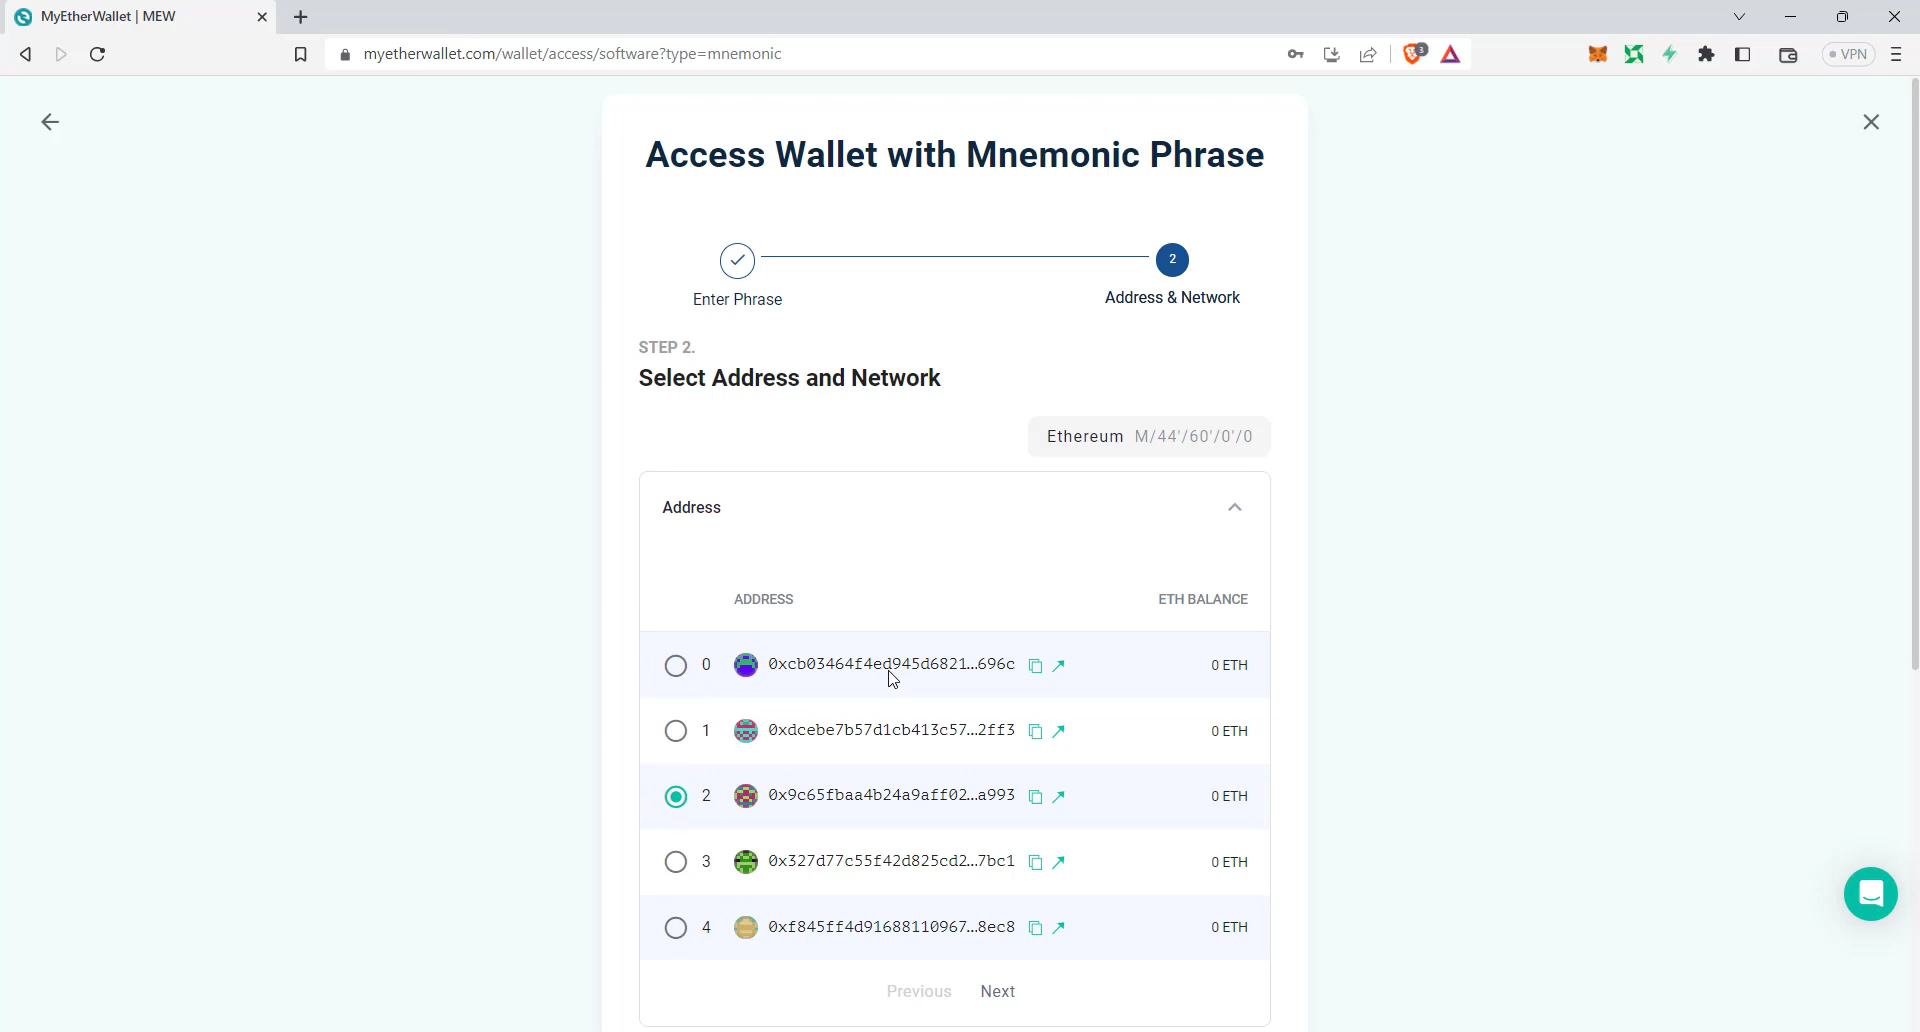 MyEtherWallet | MEW
myetherwallet.com/wallet/access/software?type=mnemonic
3
VPN
Access Wallet with Mnemonic Phrase
2
Enter Phrase
Address & Network
STEP 2.
Select Address and Network
Ethereum M/44'/60'/0'/0
Address
ADDRESS ETH BALANCE
0 0xcb03464f4ed945d6821...696c 0 ETH
1 0xdcebe7b57d1cb413c57...2ff3 0 ETH
2 0x9c65fbaa4b24a9aff02...a993 0 ETH
3 0x327d77c55f42d825cd2...7bc1 0 ETH
4 0xf845ff4d91688110967...8ec8 0 ETH
Previous Next